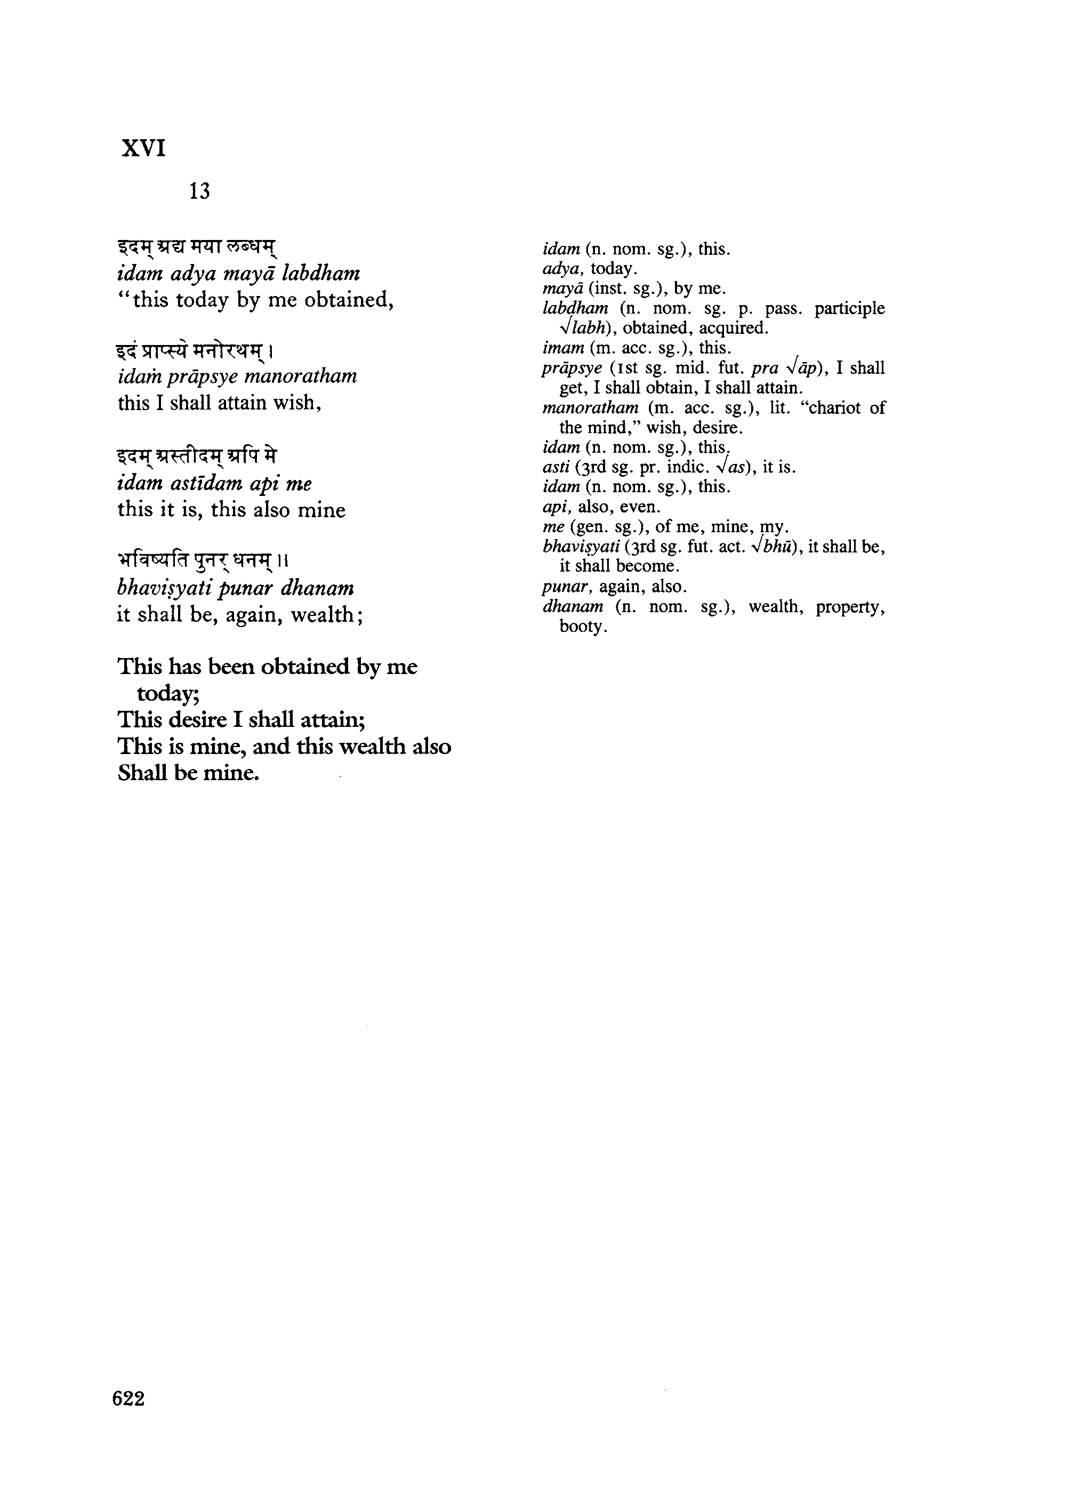 XVI
13
इदम् अद्य मया लब्धम्
idam adya mayā labdham
“this today by me obtained,
इदं प्राप्स्ये मनोरथम् ।
idaṁ prāpsye manoratham
this I shall attain wish,
इदम् अस्तीदम् अपि मे
idam astīdam api me
this it is, this also mine
भविष्यति पुनर् धनम् ॥
bhaviṣyati punar dhanam
it shall be, again, wealth;
This has been obtained by me
today;
This desire I shall attain;
This is mine, and this wealth also
Shall be mine.
idam (n. nom. sg.), this.
adya, today.
mayā (inst. sg.), by me.
labdham (n. nom. sg. p. pass. participle
√labh), obtained, acquired.
imam (m. acc. sg.), this.
prāpsye (1st sg. mid. fut. pra √āp), I shall
get, I shall obtain, I shall attain.
manoratham (m. acc. sg.), lit. “chariot of
the mind,” wish, desire.
idam (n. nom. sg.), this.
asti (3rd sg. pr. indic. √as), it is.
idam (n. nom. sg.), this.
api, also, even.
me (gen. sg.), of me, mine, my.
bhaviṣyati (3rd sg. fut. act. √bhū), it shall be,
it shall become.
punar, again, also.
dhanam (n. nom. sg.), wealth, property,
booty.
622